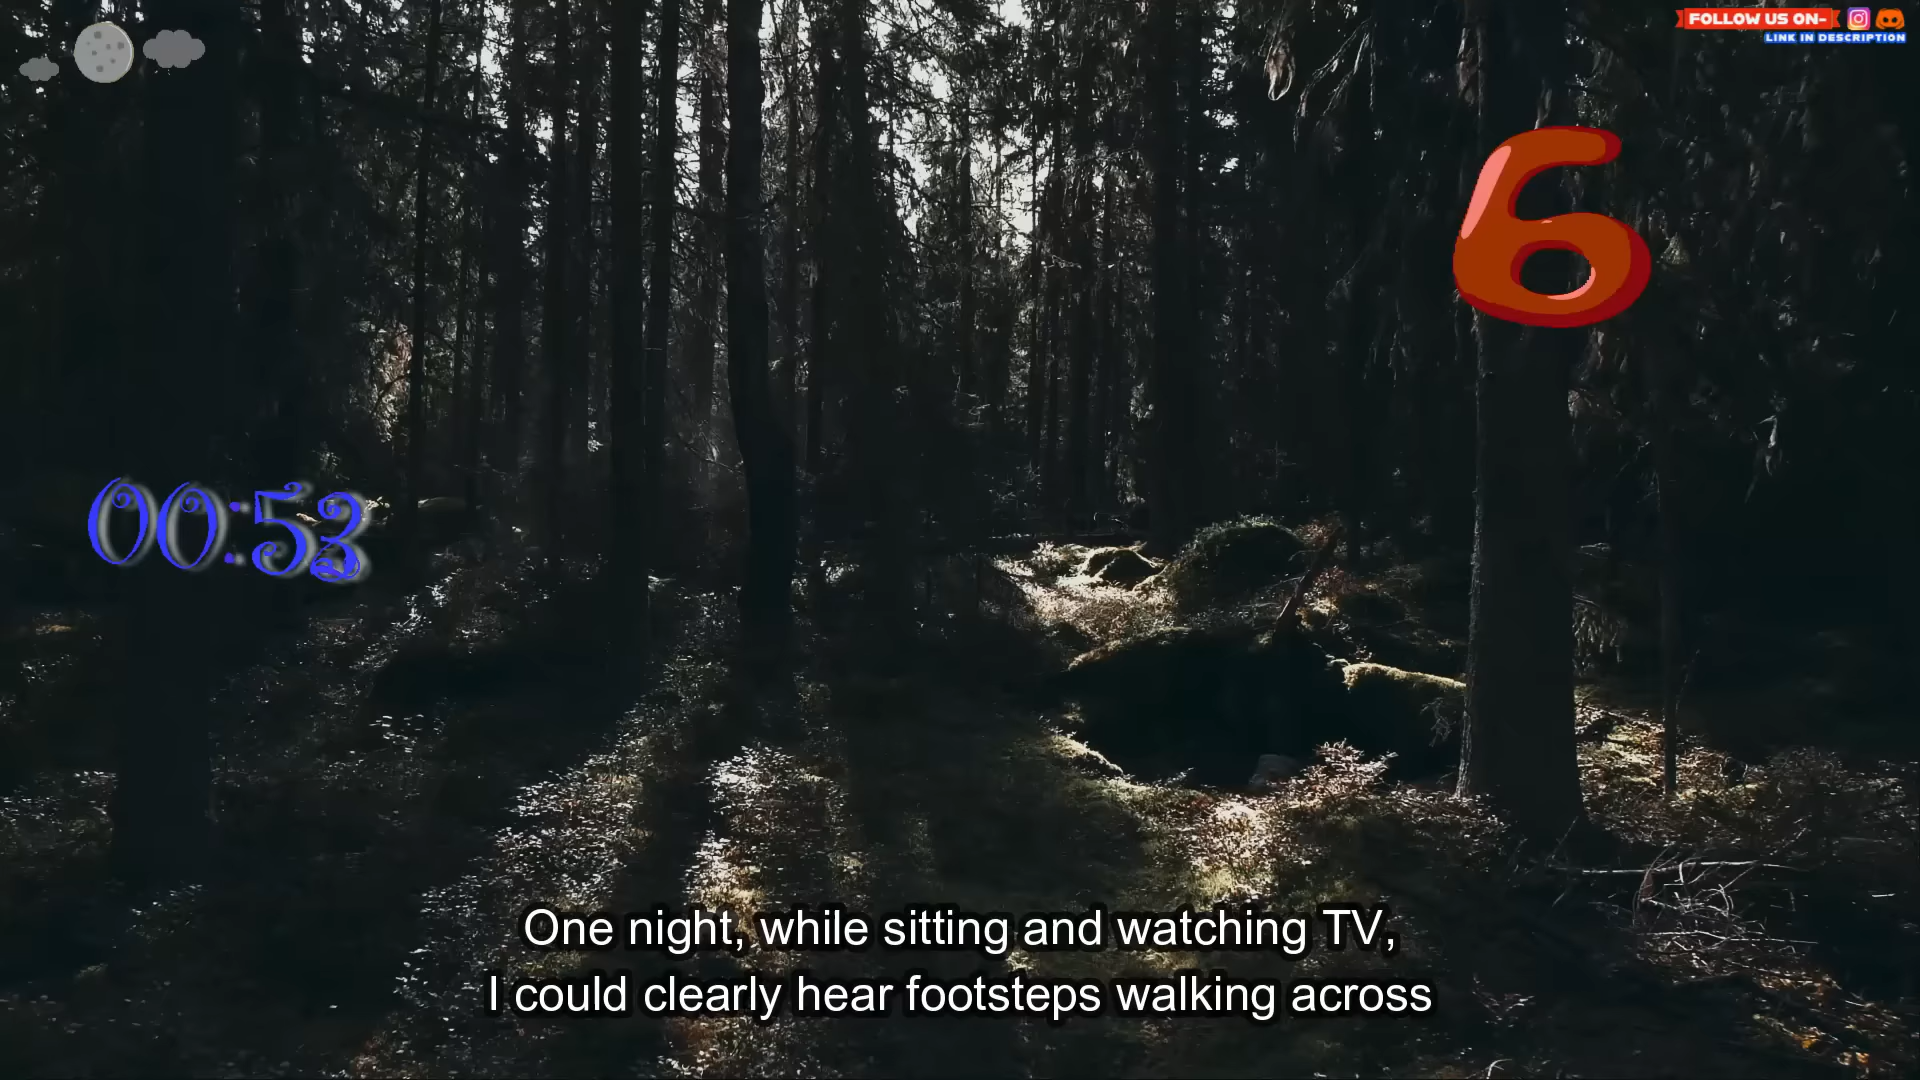 FOLLOW US ON-
LINK IN DESCRIPTION
6
00:53
One night, while sitting and watching TV,
I could clearly hear footsteps walking across